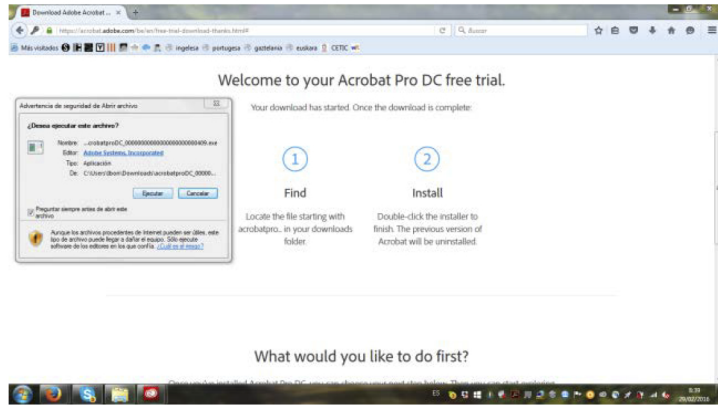 Download Adobe Acrobat ...
https://acrobat.adobe.com/be/en/free-trial-download-thanks.html#
Buscar
Más visitados
ingelesa
portugesa
gaztelania
euskara
CETIC
Welcome to your Acrobat Pro DC free trial.
Your download has started. Once the download is complete:
Advertencia de seguridad de Abrir archivo
¿Desea ejecutar este archivo?
Nombre:
Editor: Adobe Systems, Incorporated
Tipo: Aplicación
De:
Ejecutar
Cancelar
Preguntar siempre antes de abrir este
archivo
Aunque los archivos procedentes de Internet pueden ser útiles, este
tipo de archivo puede llegar a dañar el equipo. Sólo ejecute
software de los editores en los que confía. ¿Cuál es el riesgo?
1
Find
Locate the file starting with
acrobatpro.. in your downloads
folder.
2
Install
Double-click the installer to
finish. The previous version of
Acrobat will be uninstalled.
What would you like to do first?
ES
8:39
29/02/2016